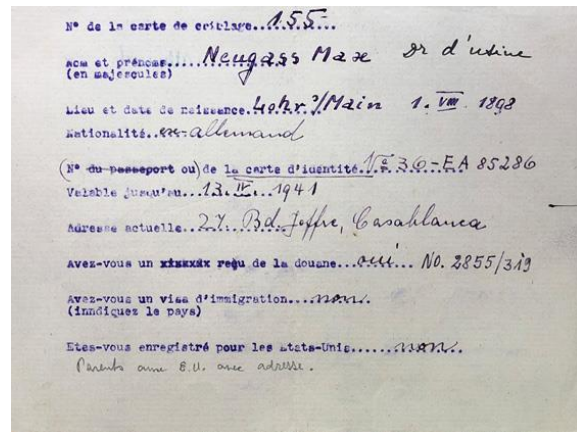 N° de la carte de criblage....155-
Nom et prénoms....Neugass Max Dr d'usine
(en majuscules)
Lieu et date de naissance.Lohr a/Main 1. VIII. 1898
Nationalité. ex-allemand
(N° du passeport ou) de la carte d'identité..N° 36-EA 85286
Valable jusqu'au..13. IV. 1941
Adresse actuelle...27. Bd. Joffre, Casablanca
Avez-vous un reçu de la douane...oui... No. 2855/319
Avez-vous un visa d'immigration....non..
(inndiquez le pays)
Etes-vous enregistré pour les Etats-Unis......non..
Parents aux E.U. avec adresse.